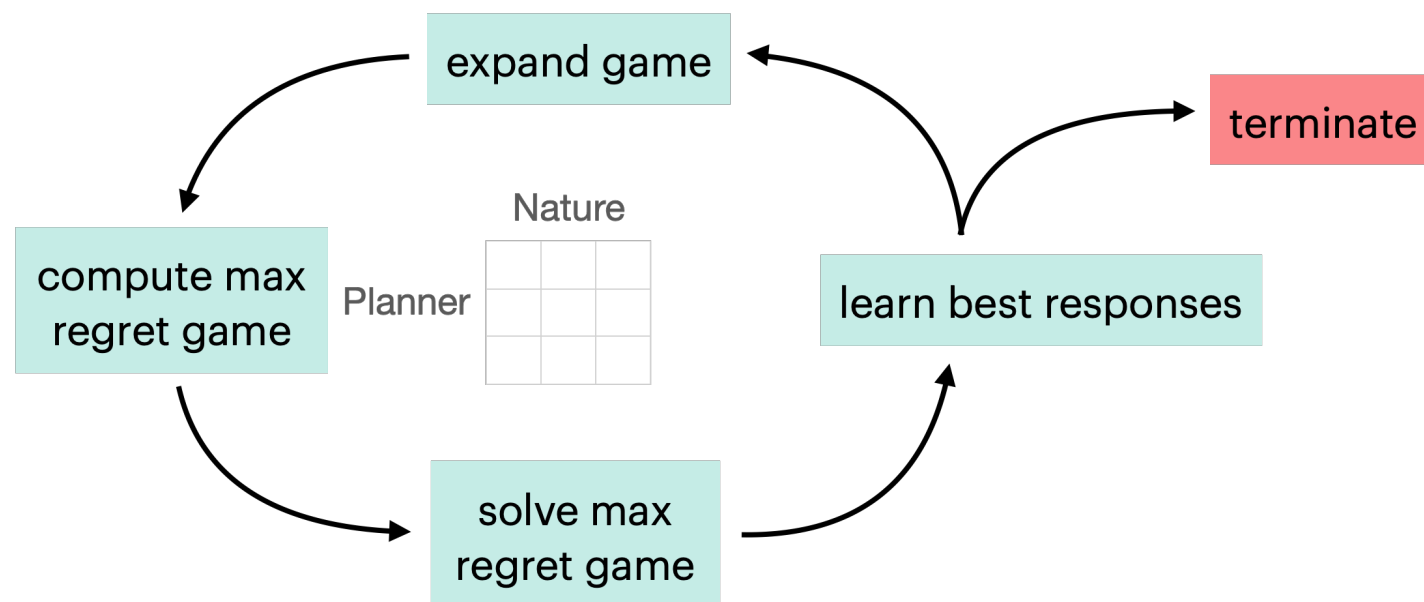 expand game
terminate
Nature
compute max
regret game
Planner
learn best responses
solve max
regret game